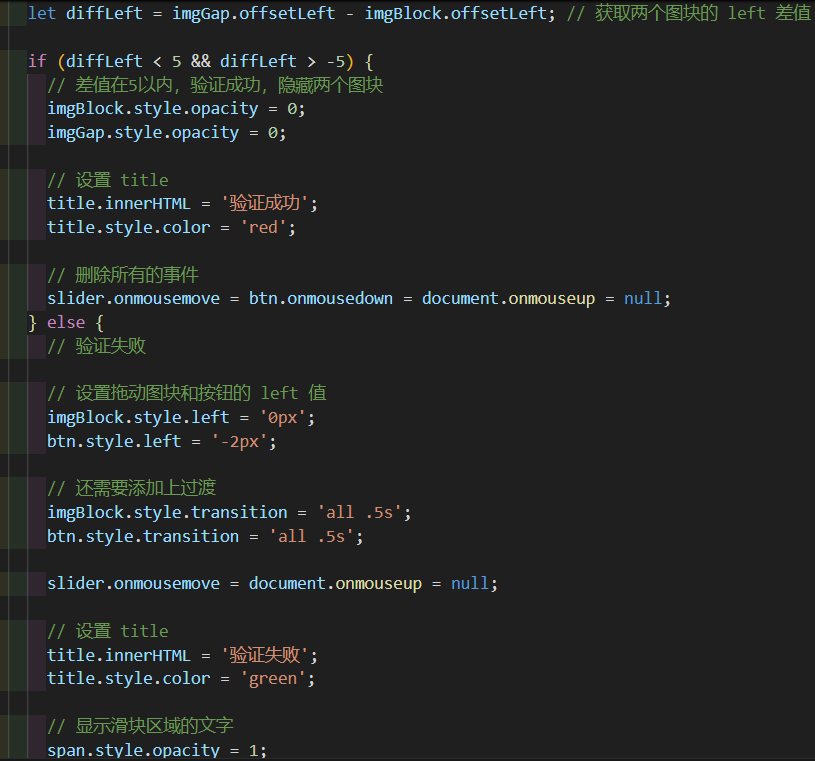 let diffLeft = imgGap.offsetLeft - imgBlock.offsetLeft; // 获取两个图块的 left 差值
if (diffLeft < 5 && diffLeft > -5) {
// 差值在5以内，验证成功，隐藏两个图块
imgBlock.style.opacity = 0;
imgGap.style.opacity = 0;
// 设置 title
title.innerHTML = '验证成功';
title.style.color = 'red';
// 删除所有的事件
slider.onmousemove = btn.onmousedown = document.onmouseup = null;
} else {
// 验证失败
// 设置拖动图块和按钮的 left 值
imgBlock.style.left = '0px';
btn.style.left = '-2px';
// 还需要添加上过渡
imgBlock.style.transition = 'all .5s';
btn.style.transition = 'all .5s';
slider.onmousemove = document.onmouseup = null;
// 设置 title
title.innerHTML = '验证失败';
title.style.color = 'green';
// 显示滑块区域的文字
span.style.opacity = 1;